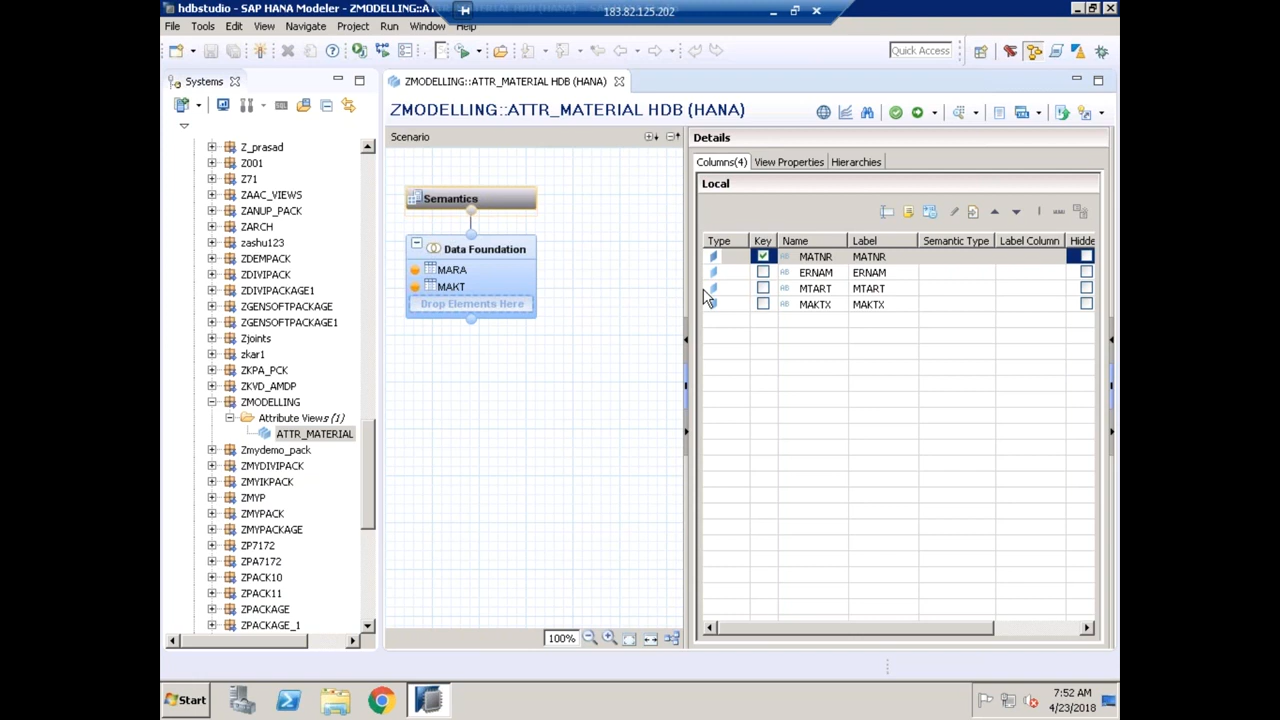 hdbstudio - SAP HANA Modeler - ZMODELLING::AT
183.82.125.202
File Tools Edit View Navigate Project Run Window Help
Quick Access
Systems
ZMODELLING::ATTR_MATERIAL HDB (HANA)
ZMODELLING::ATTR_MATERIAL HDB (HANA)
Scenario
Details
Columns(4) View Properties Hierarchies
Local
Z_prasad
Z001
Z71
ZAAC_VIEWS
ZANUP_PACK
ZARCH
zashu123
ZDEMPACK
ZDIVIPACK
ZDIVIPACKAGE1
ZGENSOFTPACKAGE
ZGENSOFTPACKAGE1
Zjoints
zkar1
ZKPA_PCK
ZKVD_AMDP
ZMODELLING
Attribute Views (1)
ATTR_MATERIAL
Zmydemo_pack
ZMYDIVIPACK
ZMYIKPACK
ZMYP
ZMYPACK
ZMYPACKAGE
ZP7172
ZPA7172
ZPACK10
ZPACK11
ZPACKAGE
ZPACKAGE_1
Semantics
Data Foundation
MARA
MAKT
Drop Elements Here
Type Key Name Label Semantic Type Label Column Hidde
AB MATNR MATNR
AB ERNAM ERNAM
AB MTART MTART
AB MAKTX MAKTX
100%
Start
7:52 AM
4/23/2018